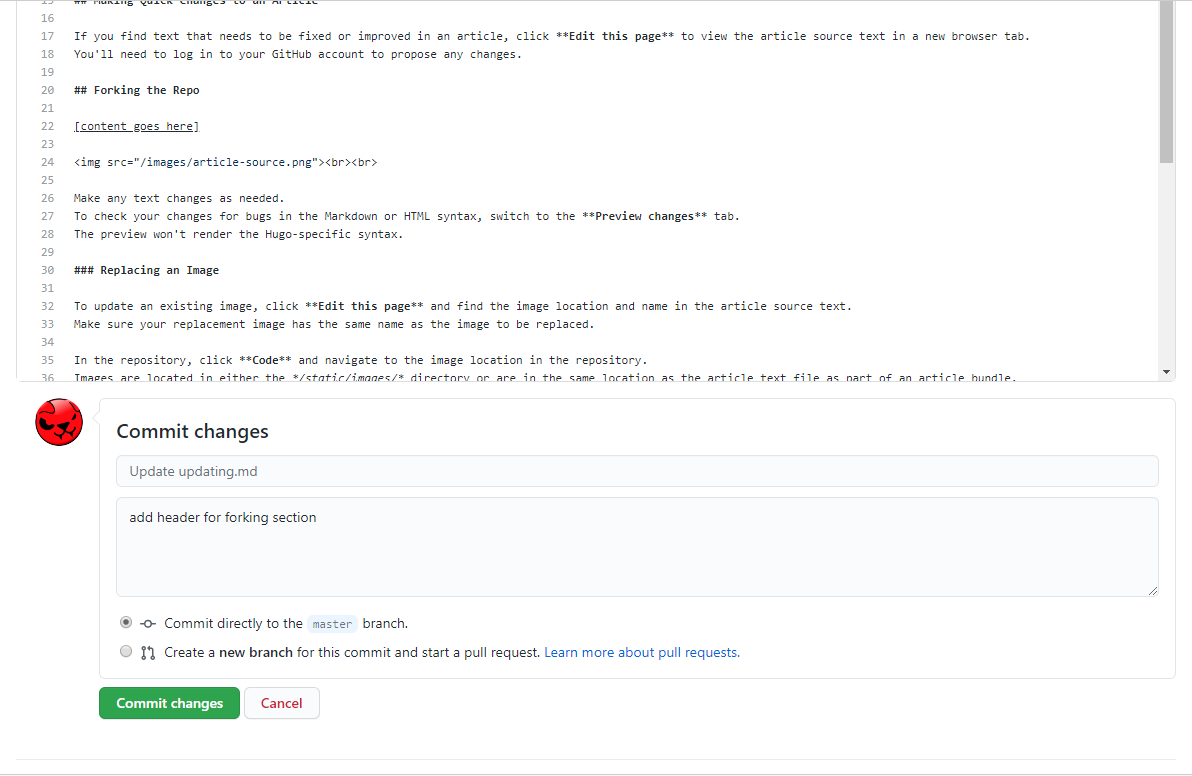 15 ## Making Quick Changes to an Article
16
17 If you find text that needs to be fixed or improved in an article, click **Edit this page** to view the article source text in a new browser tab.
18 You'll need to log in to your GitHub account to propose any changes.
19
20 ## Forking the Repo
21
22 [content goes here]
23
24 <img src="/images/article-source.png"><br><br>
25
26 Make any text changes as needed.
27 To check your changes for bugs in the Markdown or HTML syntax, switch to the **Preview changes** tab.
28 The preview won't render the Hugo-specific syntax.
29
30 ### Replacing an Image
31
32 To update an existing image, click **Edit this page** and find the image location and name in the article source text.
33 Make sure your replacement image has the same name as the image to be replaced.
34
35 In the repository, click **Code** and navigate to the image location in the repository.
36 Images are located in either the */static/images/* directory or are in the same location as the article text file as part of an article bundle.
Commit changes
Update updating.md
add header for forking section
Commit directly to the master branch.
Create a new branch for this commit and start a pull request. Learn more about pull requests.
Commit changes
Cancel